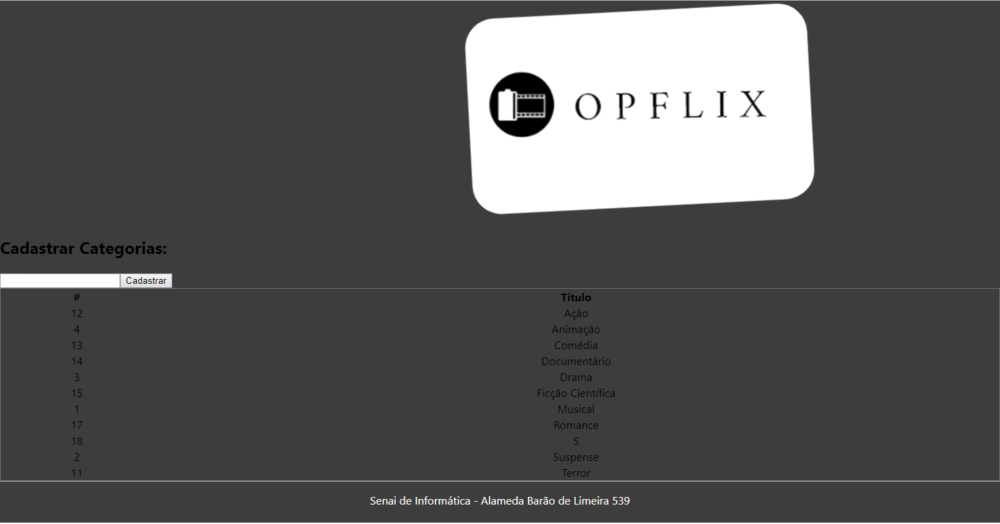 OPFLIX
Cadastrar Categorias:
Cadastrar
# Título
12 Ação
4 Animação
13 Comédia
14 Documentário
3 Drama
15 Ficção Científica
1 Musical
17 Romance
18 S
2 Suspense
11 Terror
Senai de Informática - Alameda Barão de Limeira 539